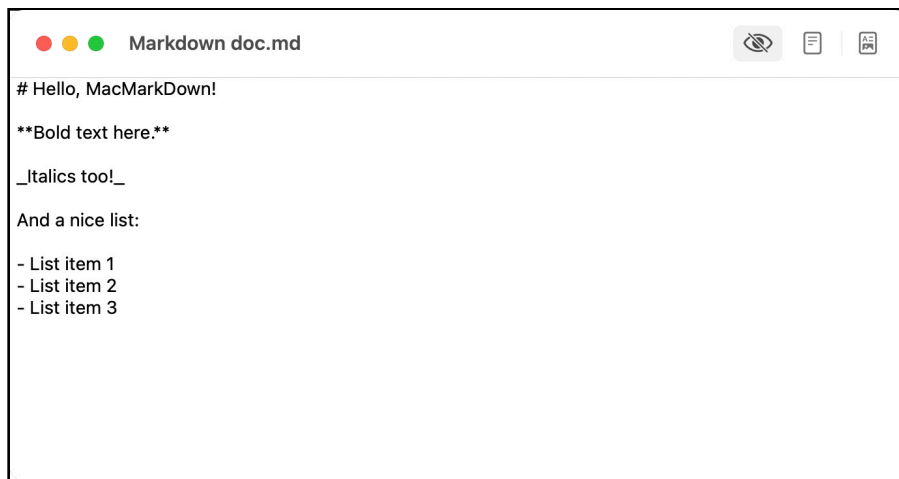 Markdown doc.md
# Hello, MacMarkDown!
**Bold text here.**
_Italics too!_
And a nice list:
- List item 1
- List item 2
- List item 3